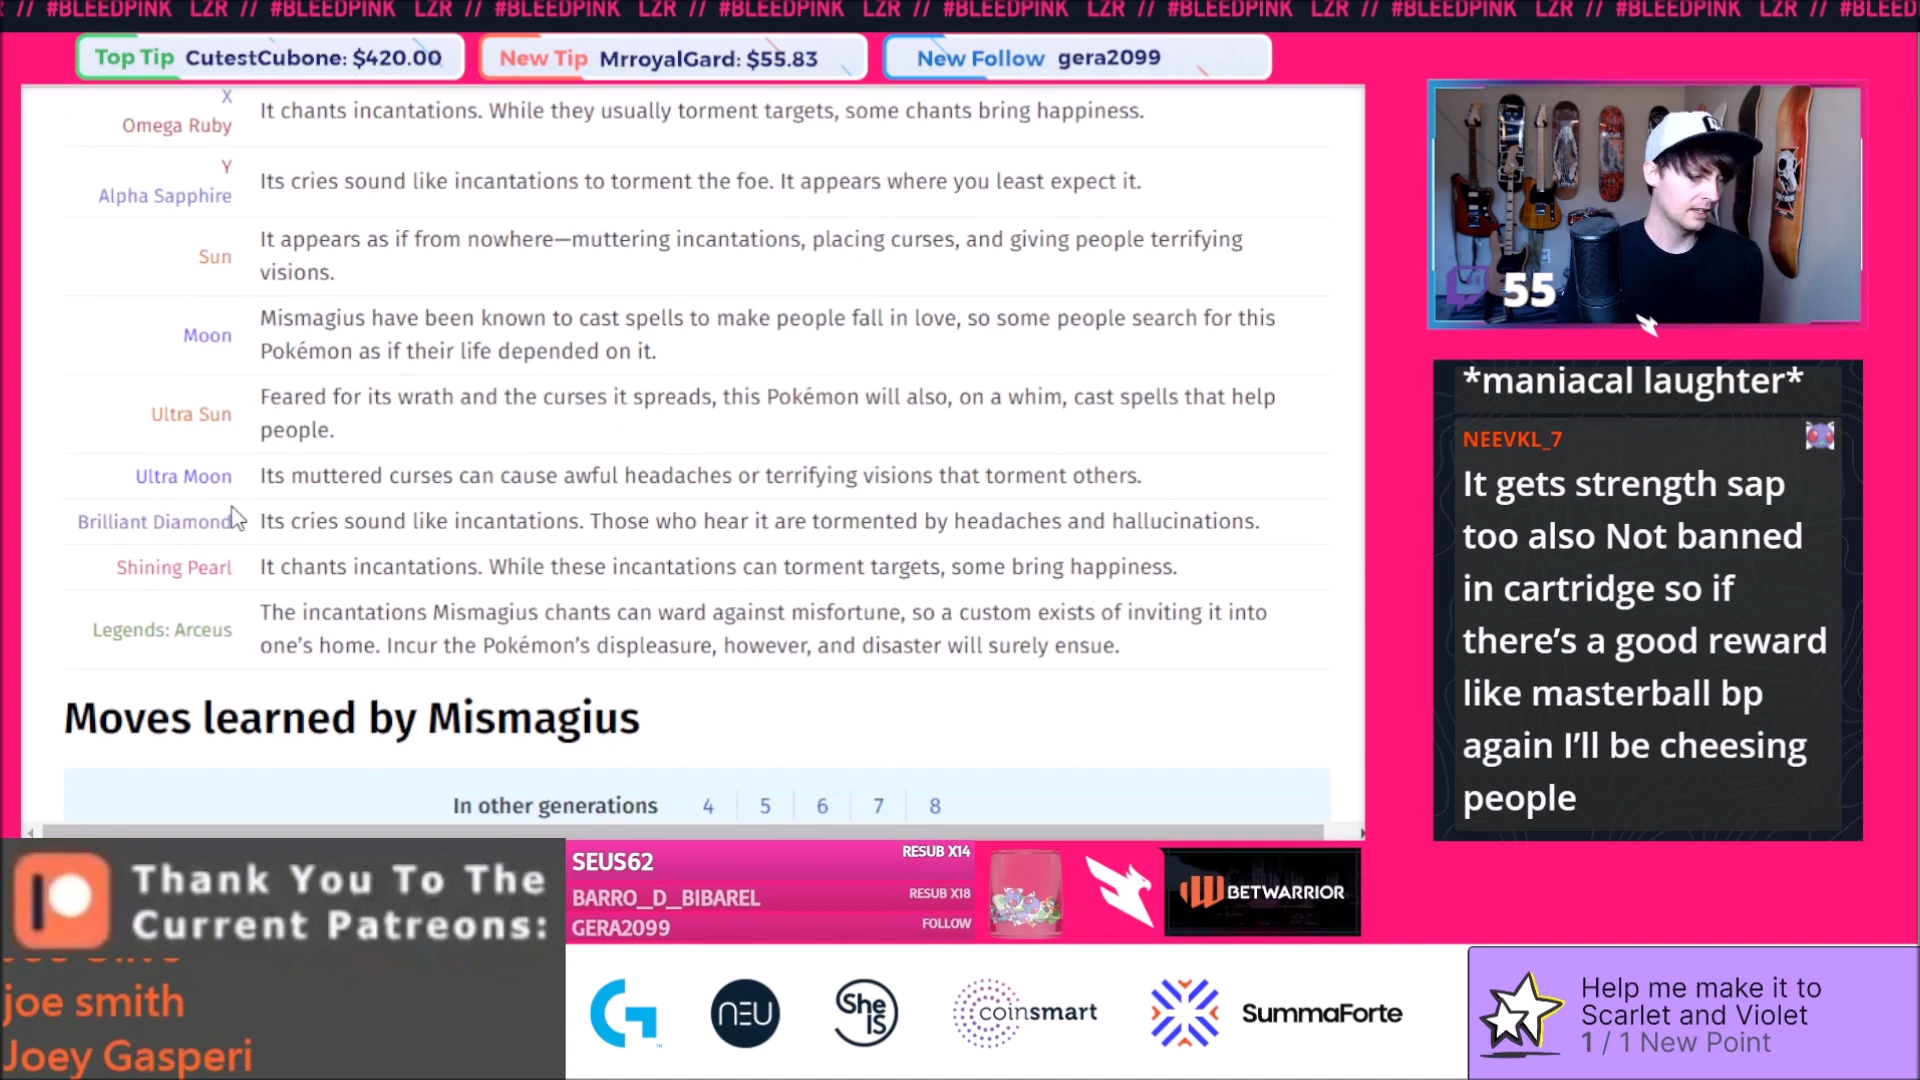 // #BLEEDPINK LZR // #BLEEDPINK LZR // #BLEEDPINK LZR // #BLEEDPINK LZR // #BLEEDPINK LZR // #BLEEDPINK LZR // #BLEEDPINK LZR // #BLEEDPINK LZR // #BLEED
Top Tip CutestCubone: $420.00
New Tip MrroyalGard: $55.83
New Follow gera2099
X
Omega Ruby
It chants incantations. While they usually torment targets, some chants bring happiness.
Y
Alpha Sapphire
Its cries sound like incantations to torment the foe. It appears where you least expect it.
Sun
It appears as if from nowhere—muttering incantations, placing curses, and giving people terrifying
visions.
Moon
Mismagius have been known to cast spells to make people fall in love, so some people search for this
Pokémon as if their life depended on it.
Ultra Sun
Feared for its wrath and the curses it spreads, this Pokémon will also, on a whim, cast spells that help
people.
Ultra Moon
Its muttered curses can cause awful headaches or terrifying visions that torment others.
Brilliant Diamond
Its cries sound like incantations. Those who hear it are tormented by headaches and hallucinations.
Shining Pearl
It chants incantations. While these incantations can torment targets, some bring happiness.
Legends: Arceus
The incantations Mismagius chants can ward against misfortune, so a custom exists of inviting it into
one's home. Incur the Pokémon's displeasure, however, and disaster will surely ensue.
Moves learned by Mismagius
In other generations 4 5 6 7 8
55
*maniacal laughter*
NEEVKL_7
It gets strength sap
too also Not banned
in cartridge so if
there's a good reward
like masterball bp
again I'll be cheesing
people
Thank You To The
Current Patreons:
joe smith
Joey Gasperi
SEUS62 RESUB X14
BARRO_D_BIBAREL RESUB X18
GERA2099 FOLLOW
BETWARRIOR
NEU
She
IS
coinsmart
SummaForte
Help me make it to
Scarlet and Violet
1 / 1 New Point